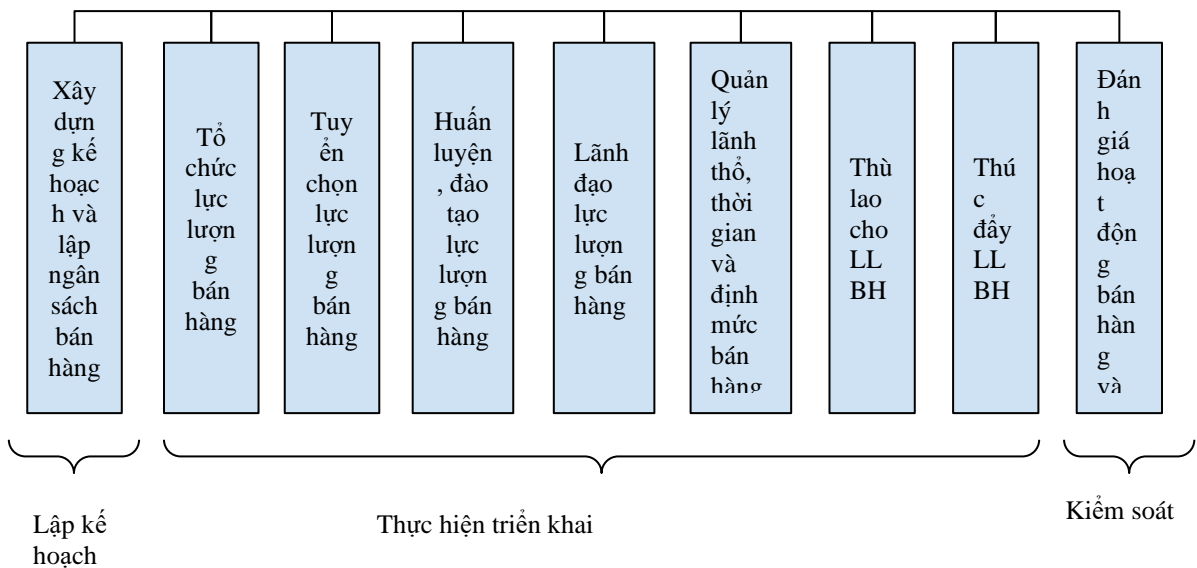 Xây
dựn
g kế
hoạc
h và
lập
ngân
sách
bán
hàng
Tổ
chức
lực
lượn
g
bán
hàng
Tuy
ển
chọn
lực
lượn
g
bán
hàng
Huấn
luyện
, đào
tạo
lực
lượn
g bán
hàng
Lãnh
đạo
lực
lượn
g bán
hàng
Quản
lý
lãnh
thổ,
thời
gian
và
định
mức
bán
hàng
Thù
lao
cho
LL
BH
Thú
c
đẩy
LL
BH
Đán
h
giá
hoạ
t
độn
g
bán
hàn
g
và
Lập kế
hoạch
Thực hiện triển khai
Kiểm soát